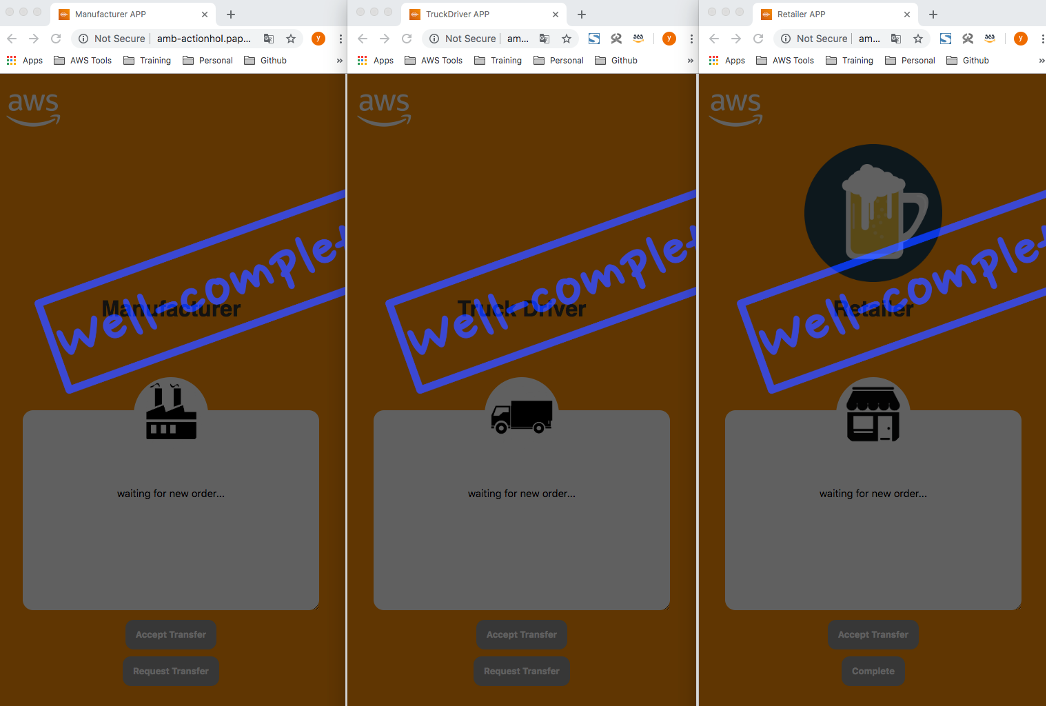 Manufacturer APP
Not Secure amb-actionhol.pap...
Apps AWS Tools Training Personal Github »
aws
well-complet
Manufacturer
waiting for new order...
Accept Transfer
Request Transfer
TruckDriver APP
Not Secure am...
Apps AWS Tools Training Personal Github »
aws
well-complet
Truck Driver
waiting for new order...
Accept Transfer
Request Transfer
Retailer APP
Not Secure am...
Apps AWS Tools Training Personal Github »
aws
well-complet
Retailer
waiting for new order...
Accept Transfer
Complete